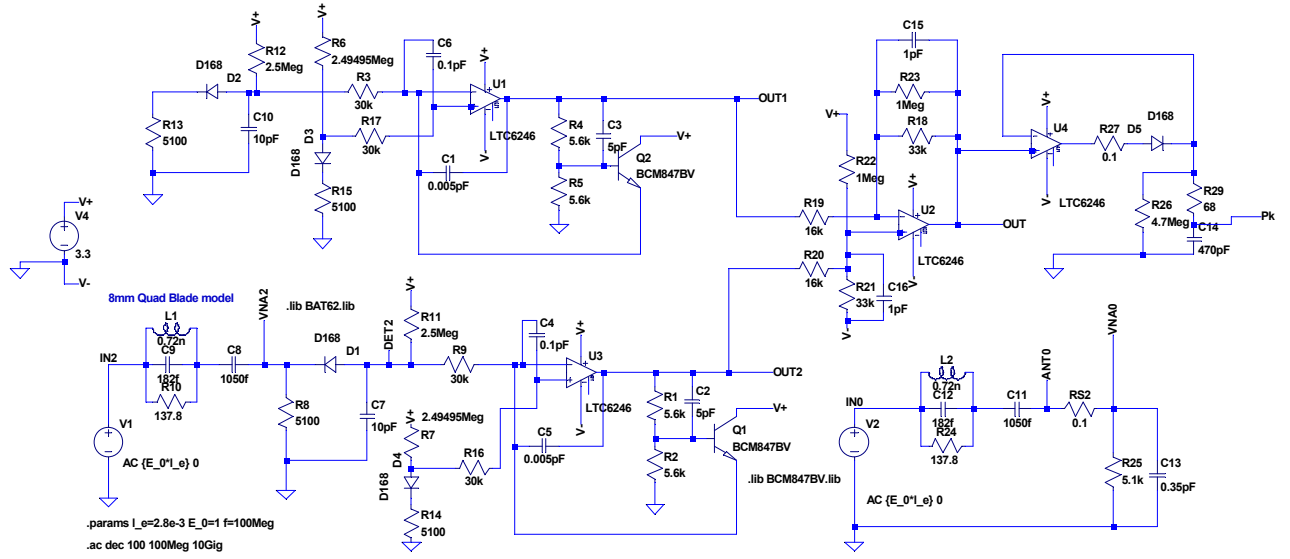 V+
R12
2.5Meg
D168
D2
R13
5100
C10
10pF
V+
R6
2.49495Meg
R3
30k
R17
30k
D3
D168
R15
5100
C6
0.1pF
V+
U1
LTC6246
V-
C1
0.005pF
R4
5.6k
R5
5.6k
C3
5pF
V+
Q2
BCM847BV
OUT1
C15
1pF
R23
1Meg
R18
33k
V+
R22
1Meg
R19
16k
R20
16k
V+
U2
LTC6246
V-
OUT
R21
33k
C16
1pF
V-
V+
U4
LTC6246
V-
R27
0.1
D5
D168
R26
4.7Meg
R29
68
C14
470pF
Pk
V+
V4
3.3
V-
8mm Quad Blade model
L1
0.72n
IN2
C9
182f
R10
137.8
C8
1050f
VNA2
V1
AC {E_0*l_e} 0
.lib BAT62.lib
D168
D1
R8
5100
C7
10pF
DET2
V+
R11
2.5Meg
R9
30k
V+
2.49495Meg
R7
D4
D168
R14
5100
R16
30k
C4
0.1pF
V+
U3
LTC6246
V-
C5
0.005pF
R1
5.6k
R2
5.6k
C2
5pF
V+
Q1
BCM847BV
.lib BCM847BV.lib
OUT2
L2
0.72n
IN0
C12
182f
R24
137.8
C11
1050f
ANT0
RS2
0.1
VNA0
V2
AC {E_0*l_e} 0
R25
5.1k
C13
0.35pF
.params l_e=2.8e-3 E_0=1 f=100Meg
.ac dec 100 100Meg 10Gig